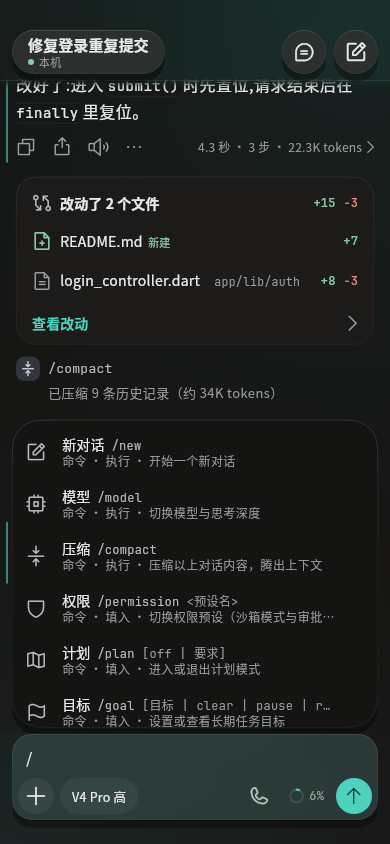 修复登录重复提交
本机
改好了:进入 submit() 时先置位,请求结束后在
finally 里复位。
4.3 秒 · 3 步 · 22.3K tokens
改动了 2 个文件 +15 -3
README.md 新建 +7
login_controller.dart app/lib/auth +8 -3
查看改动
/compact
已压缩 9 条历史记录（约 34K tokens）
新对话 /new
命令 · 执行 · 开始一个新对话
模型 /model
命令 · 执行 · 切换模型与思考深度
压缩 /compact
命令 · 执行 · 压缩以上对话内容，腾出上下文
权限 /permission <预设名>
命令 · 填入 · 切换权限预设（沙箱模式与审批…
计划 /plan [off | 要求]
命令 · 填入 · 进入或退出计划模式
目标 /goal [目标 | clear | pause | r…
命令 · 填入 · 设置或查看长期任务目标
/
V4 Pro 高
6%